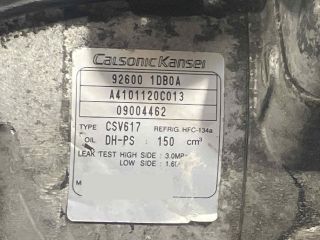 CalsonicKansei
92600 1DB0A
A4101120C013
09004462
TYPE CSV617 REFRIG. HFC-134a
OIL DH-PS : 150 cm³
LEAK TEST HIGH SIDE : 3.0MP
LOW SIDE : 1.6
M